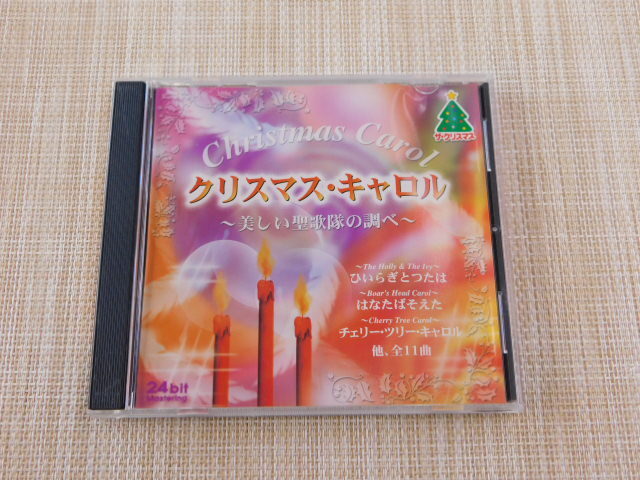 Christmas Carol
ザ・クリスマス
クリスマス・キャロル
～美しい聖歌隊の調べ～
～The Holly & The Ivy～
ひいらぎとつたは
～Boar's Head Carol～
はなたばそえた
～Cherry Tree Carol～
チェリー・ツリー・キャロル
他、全11曲
24bit
Mastering